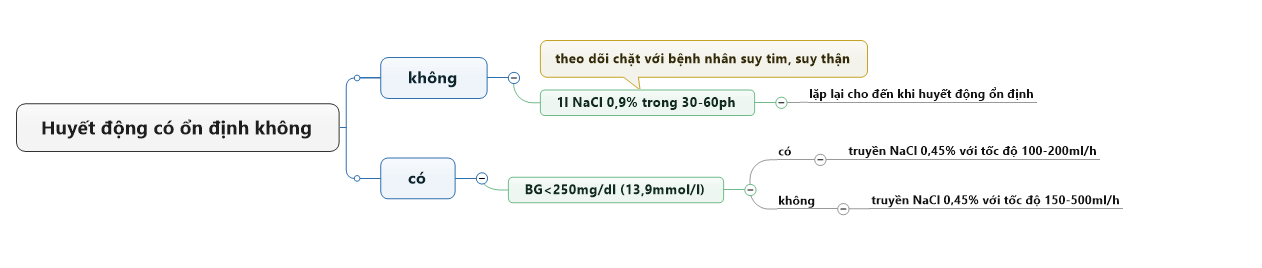 Huyết động có ổn định không
không
theo dõi chặt với bệnh nhân suy tim, suy thận
1l NaCl 0,9% trong 30-60ph
lặp lại cho đến khi huyết động ổn định
có
BG<250mg/dl (13,9mmol/l)
có
truyền NaCl 0,45% với tốc độ 100-200ml/h
không
truyền NaCl 0,45% với tốc độ 150-500ml/h